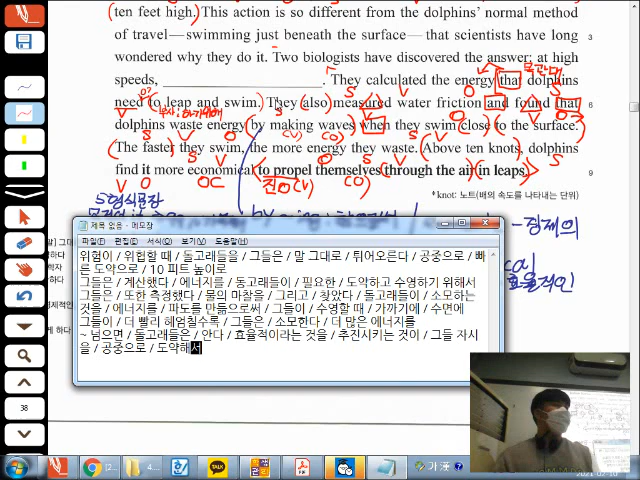 ten feet high.) This action is so different from the dolphins' normal method
of travel—swimming just beneath the surface—that scientists have long 3
wondered why they do it. Two biologists have discovered the answer: at high
speeds, ______________. They calculated the energy that dolphins
need to leap and swim. They (also) measured water friction and found that 6
dolphins waste energy (by making waves) when they swim (close) (to the surface.)
(The faster they swim, the more energy they waste. (Above ten knots), dolphins
find it more economical (to propel themselves (through the air) (in leaps.) 9
*knot: 노트(배의 속도를 나타내는 단위)
5형식문장
제목 없음 - 메모장
파일(F) 편집(E) 서식(O) 보기(V) 도움말(H)
위험이 / 위협할 때 / 돌고래들을 / 그들은 / 말 그대로 / 튀어오른다 / 공중으로 / 빠
른 도약으로 / 10 피트 높이로
그들은 / 계산했다 / 에너지를 / 돌고래들이 / 필요한 / 도약하고 수영하기 위해서
그들은 / 또한 측정했다 / 물의 마찰을 / 그리고 / 찾았다 / 돌고래들이 / 소모하는
것을 / 에너지를 / 파도를 만듦으로써 / 그들이 / 수영할 때 / 가까이에 / 수면에
그들이 / 더 빨리 헤엄칠수록 / 그들은 / 소모한다 / 더 많은 에너지를
~ 넘으면 / 돌고래들은 / 안다 / 효율적이라는 것을 / 추진시키는 것이 / 그들 자시
을 / 공중으로 / 도약해서
경제의
효율적인
38